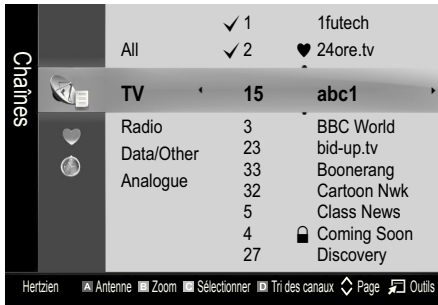 Chaînes
✓ 1 1futech
All ✓ 2 ♥ 24ore.tv
TV 15 abc1
Radio 3 BBC World
Data/Other 23 bid-up.tv
Analogue 33 Boonerang
32 Cartoon Nwk
5 Class News
4 Coming Soon
27 Discovery
Hertzien A Antenne B Zoom C Sélectionner D Tri des canaux Page Outils